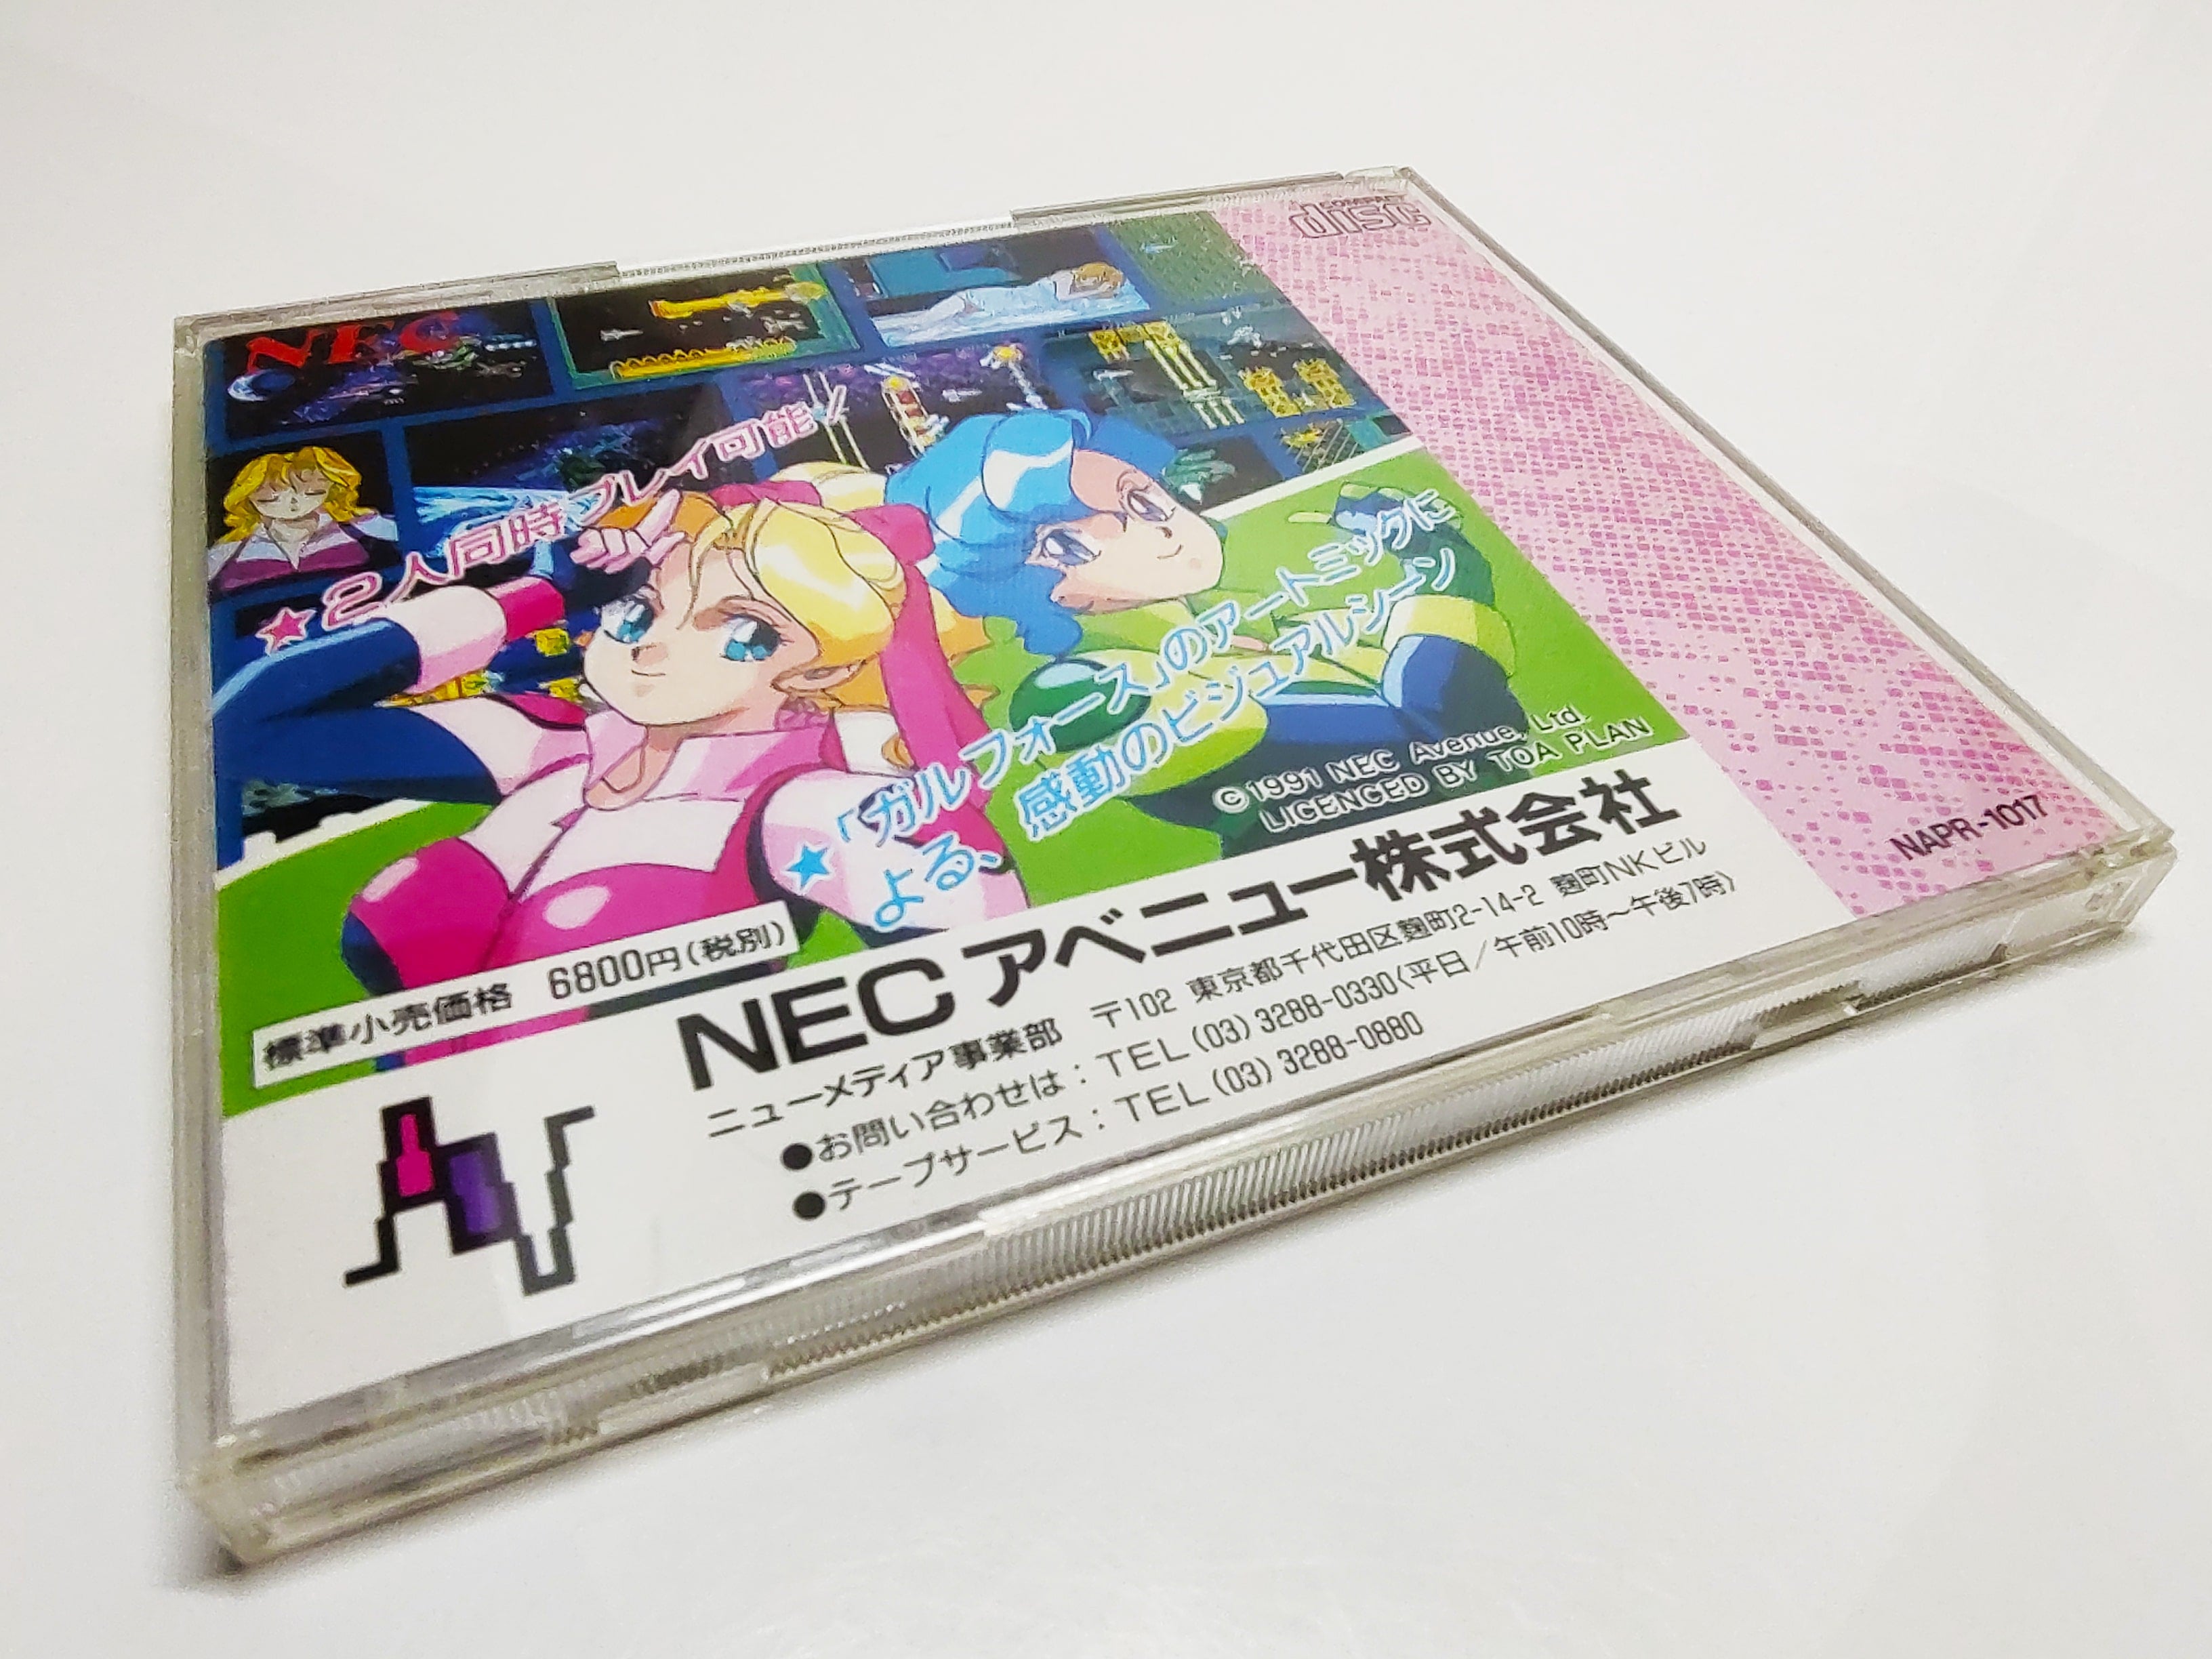 COMPACT
disc
NEC
★2人同時プレイ可能！
★「ガルフォース」のアートミックに
よる、感動のビジュアルシーン
©1991 NEC Avenue, Ltd.
LICENCED BY TOA PLAN
標準小売価格 6800円(税別)
NECアベニュー株式会社
ニューメディア事業部 〒102 東京都千代田区麹町2-14-2 麹町NKビル
●お問い合わせは：TEL(03)3288-0330〈平日／午前10時〜午後7時〉
●テープサービス：TEL(03)3288-0880
NAPR-1017